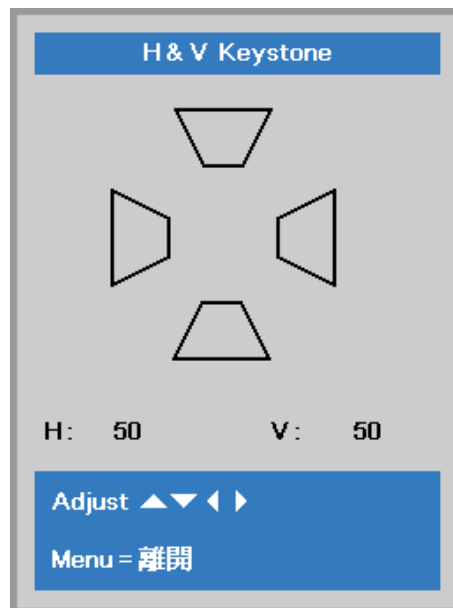 H & V Keystone
H: 50 V: 50
Adjust ▲▼◀▶
Menu = 離開